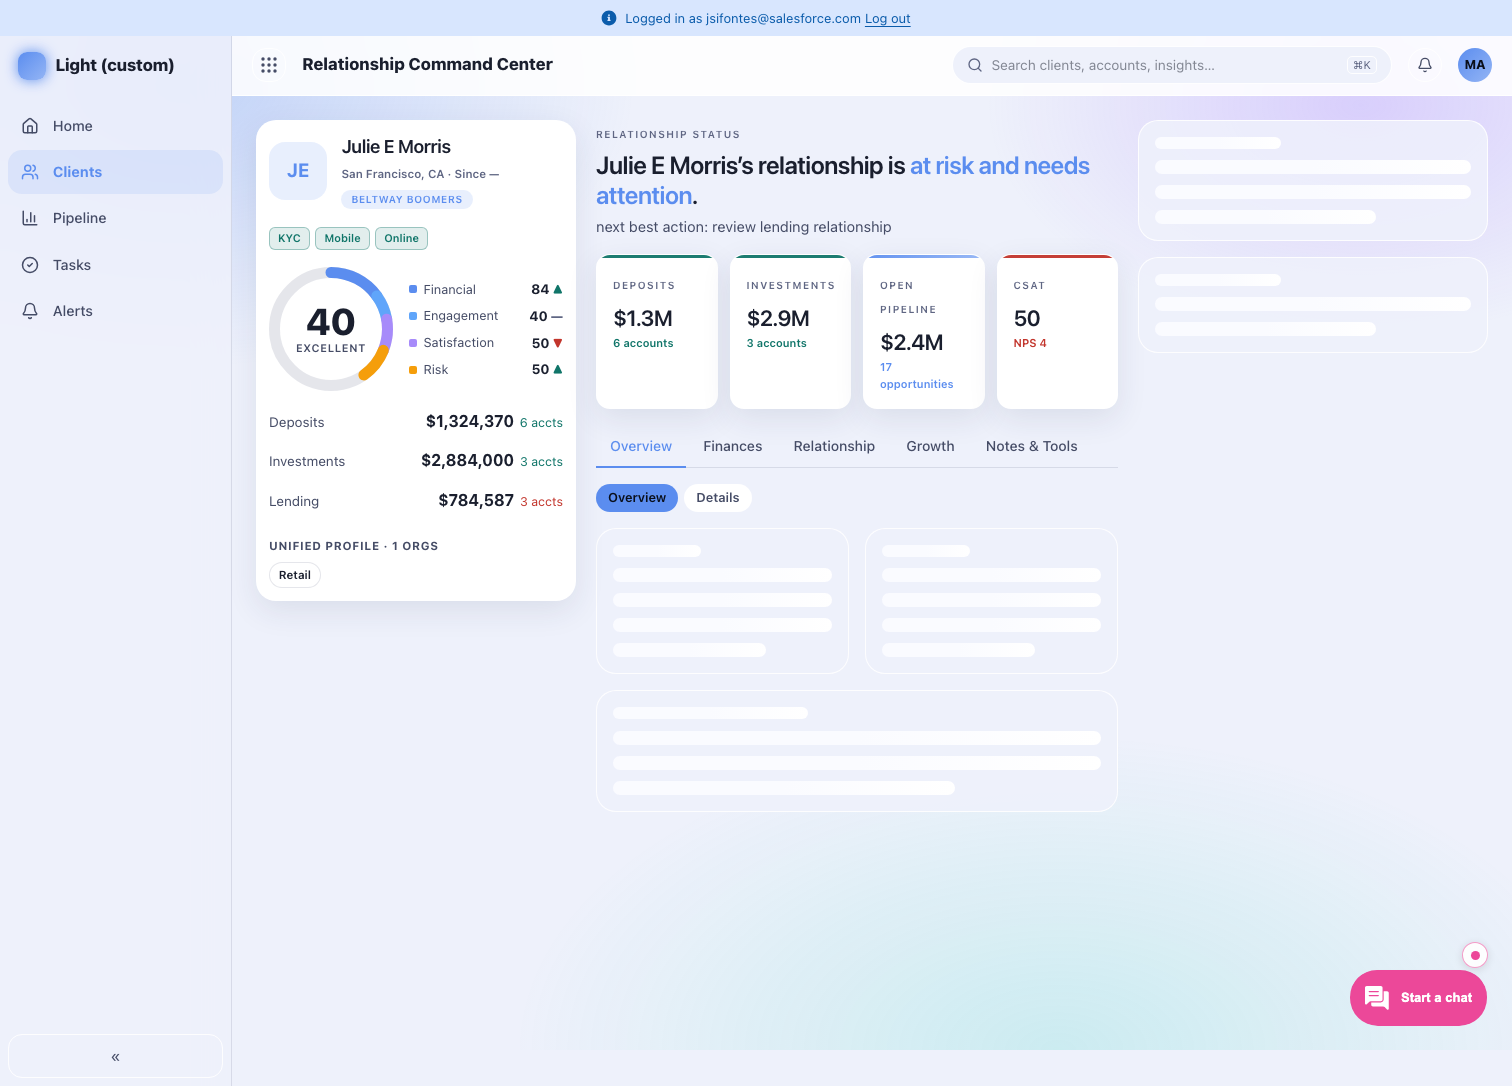 Logged in as jsifontes@salesforce.com Log out
Light (custom)
Home
Clients
Pipeline
Tasks
Alerts
«
Relationship Command Center
Search clients, accounts, insights...
⌘K
MA
JE
Julie E Morris
San Francisco, CA · Since —
BELTWAY BOOMERS
KYC
Mobile
Online
40
EXCELLENT
Financial 84 ▲
Engagement 40 —
Satisfaction 50 ▼
Risk 50 ▲
Deposits $1,324,370 6 accts
Investments $2,884,000 3 accts
Lending $784,587 3 accts
UNIFIED PROFILE · 1 ORGS
Retail
RELATIONSHIP STATUS
Julie E Morris’s relationship is at risk and needs
attention.
next best action: review lending relationship
DEPOSITS
$1.3M
6 accounts
INVESTMENTS
$2.9M
3 accounts
OPEN
PIPELINE
$2.4M
17
opportunities
CSAT
50
NPS 4
Overview
Finances
Relationship
Growth
Notes & Tools
Overview
Details
Start a chat